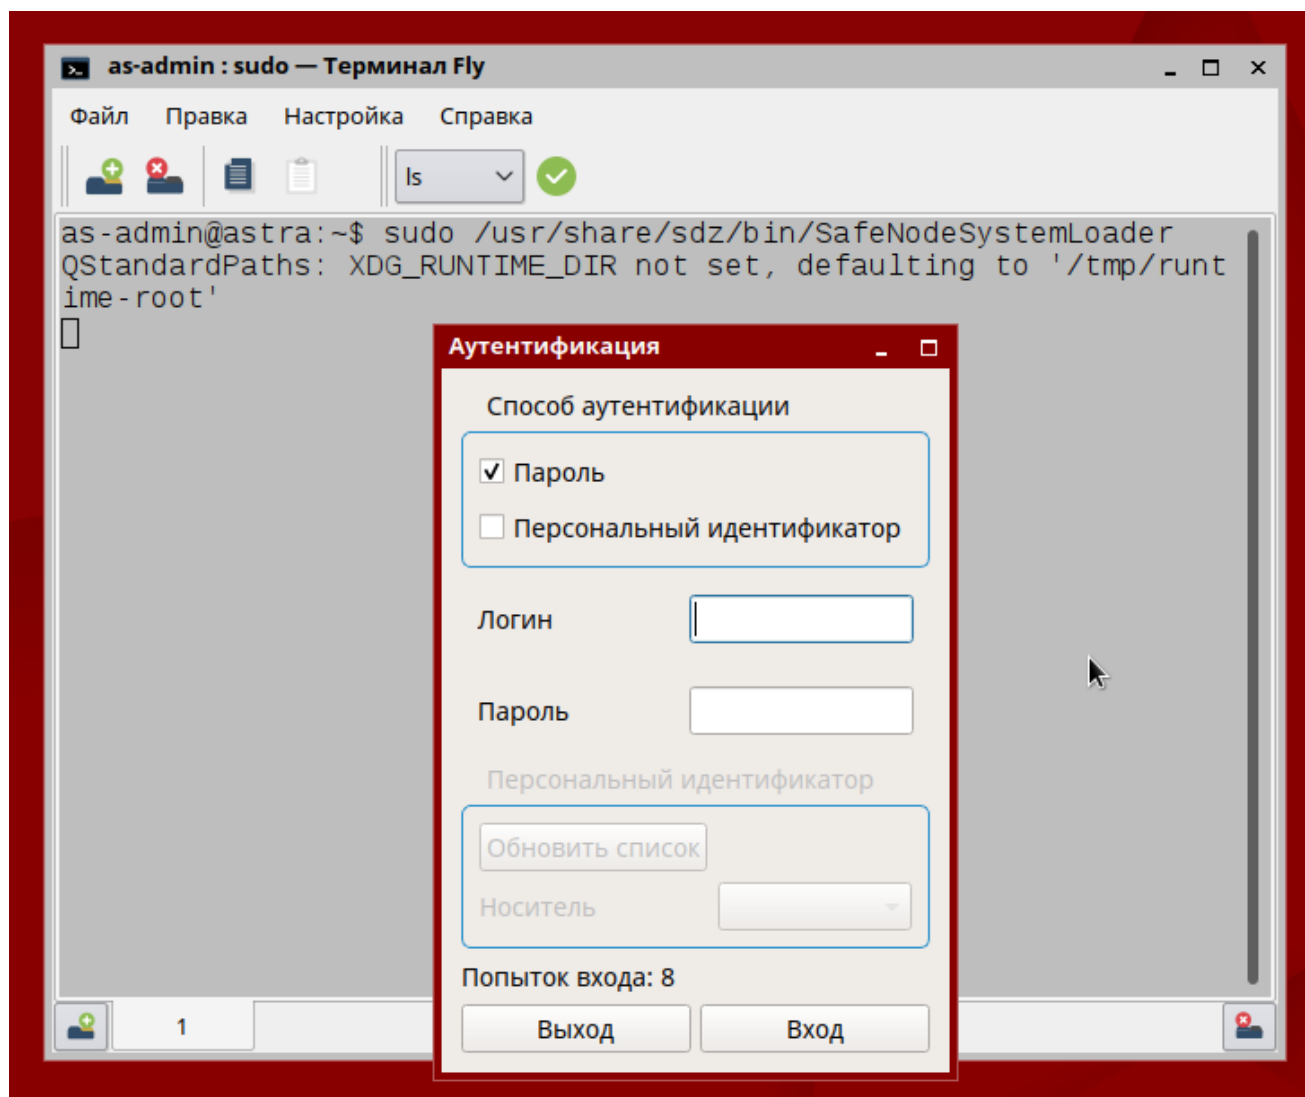 as-admin : sudo — Терминал Fly
Файл Правка Настройка Справка
ls
as-admin@astra:~$ sudo /usr/share/sdz/bin/SafeNodeSystemLoader
QStandardPaths: XDG_RUNTIME_DIR not set, defaulting to '/tmp/runt
ime-root'
Аутентификация
Способ аутентификации
Пароль
Персональный идентификатор
Логин
Пароль
Персональный идентификатор
Обновить список
Носитель
Попыток входа: 8
Выход Вход
1